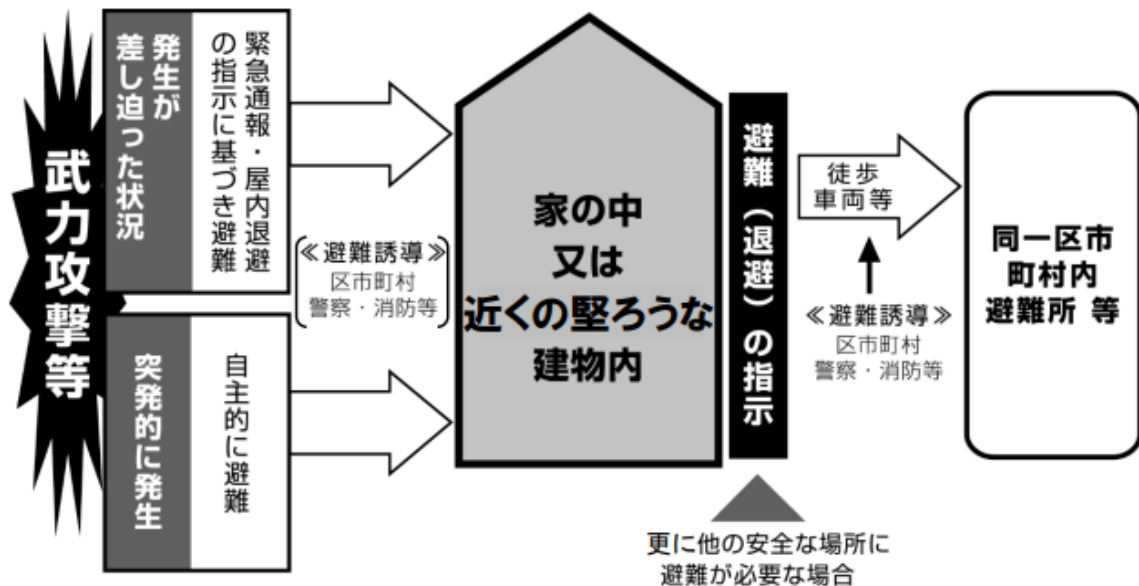 武力攻撃等
発生が
差し迫った状況
緊急通報・屋内退避
の指示に基づき避難
突発的に発生
自主的に避難
≪避難誘導≫
区市町村
警察・消防等
家の中
又は
近くの堅ろうな
建物内
避難（退避）の指示
徒歩
車両等
≪避難誘導≫
区市町村
警察・消防等
同一区市
町村内
避難所 等
更に他の安全な場所に
避難が必要な場合